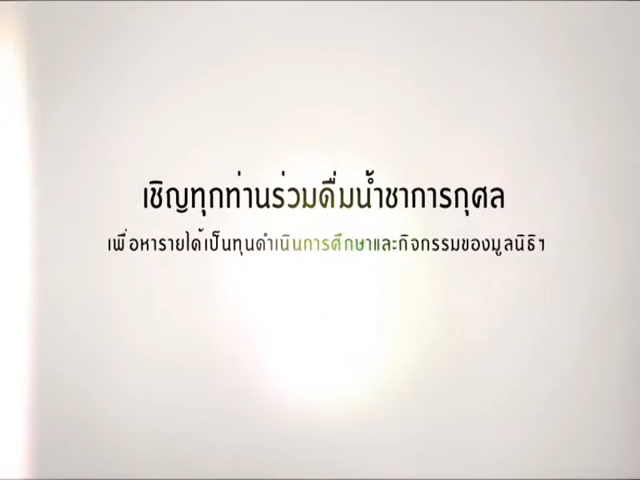 เชิญทุกท่านร่วมดื่มน้ำชาการกุศล
เพื่อหารายได้เป็นทุนดำเนินการศึกษาและกิจกรรมของมูลนิธิฯ